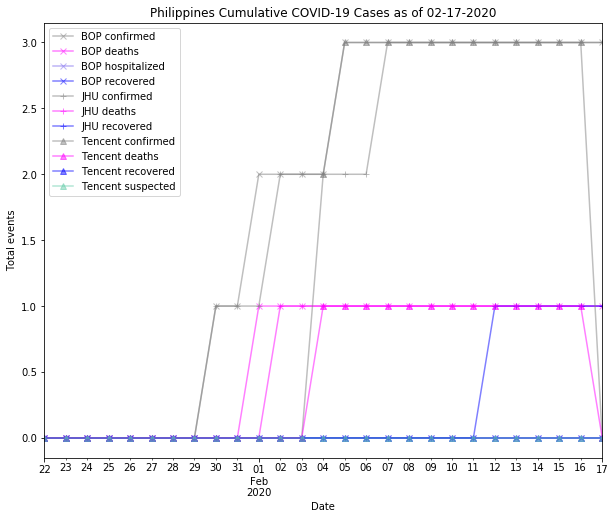 Philippines Cumulative COVID-19 Cases as of 02-17-2020
BOP confirmed
BOP deaths
BOP hospitalized
BOP recovered
JHU confirmed
JHU deaths
JHU recovered
Tencent confirmed
Tencent deaths
Tencent recovered
Tencent suspected
Total events
3.0
2.5
2.0
1.5
1.0
0.5
0.0
22 23 24 25 26 27 28 29 30 31 01 02 03 04 05 06 07 08 09 10 11 12 13 14 15 16 17
Feb
2020
Date